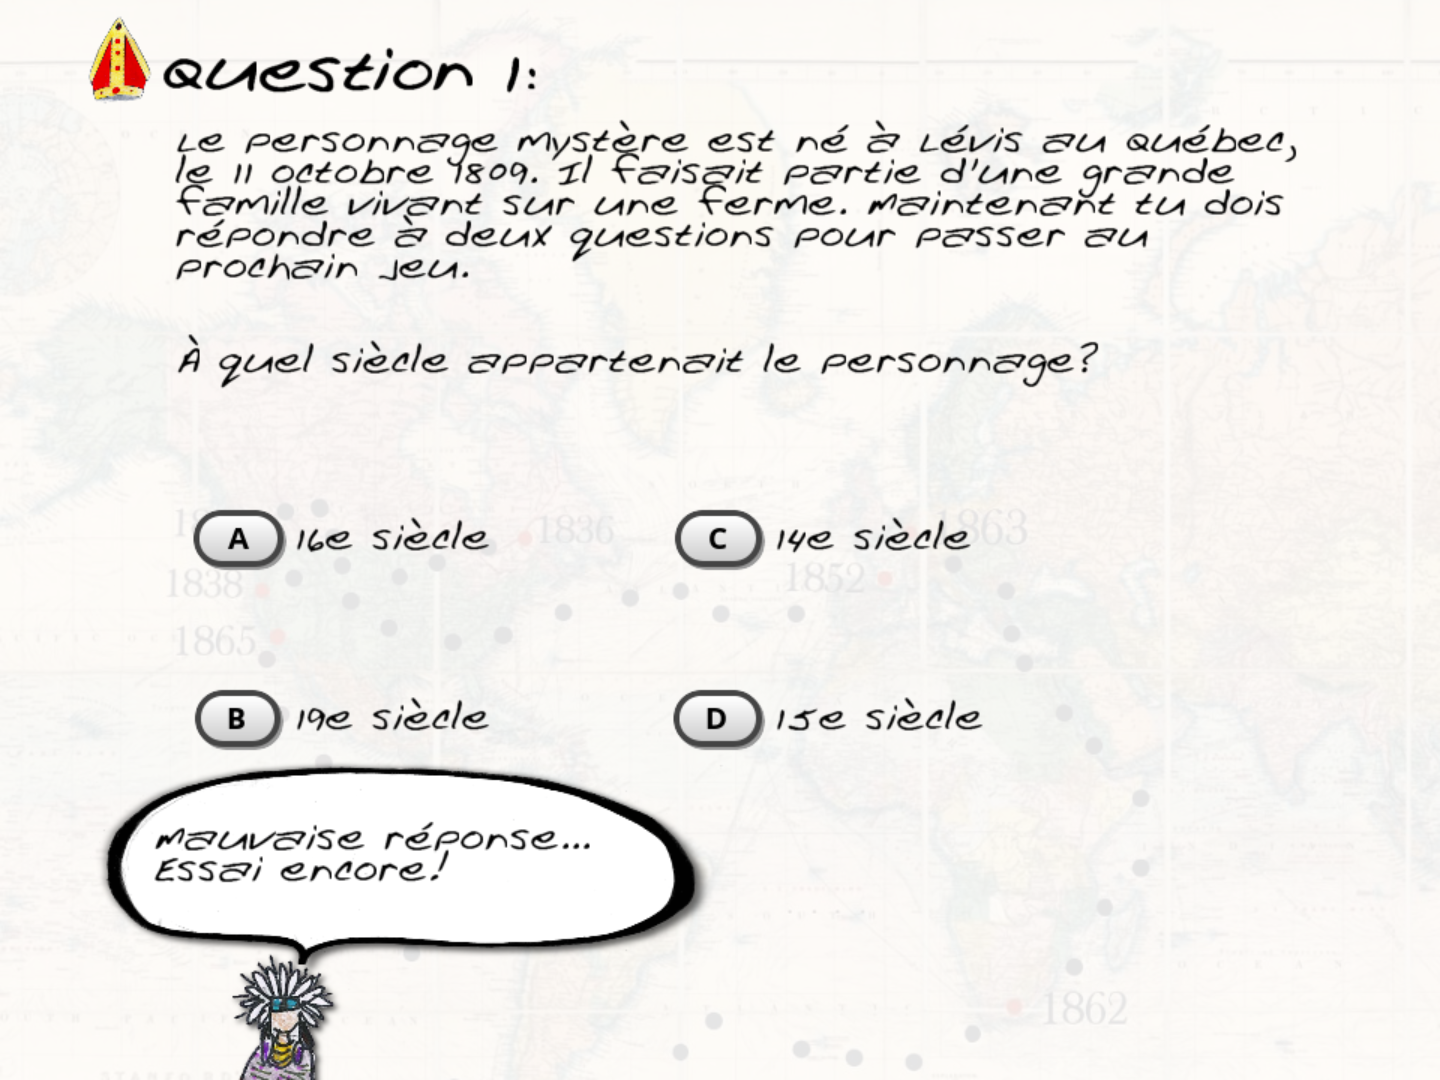 Question 1:
Le personnage mystère est né à Lévis au Québec,
le 11 octobre 1809. Il faisait partie d'une grande
famille vivant sur une ferme. Maintenant tu dois
répondre à deux questions pour passer au
prochain jeu.
À quel siècle appartenait le personnage?
A 16e siècle
C 14e siècle
B 19e siècle
D 15e siècle
Mauvaise réponse...
Essai encore!
1836
1863
1838
1852
1865
1862